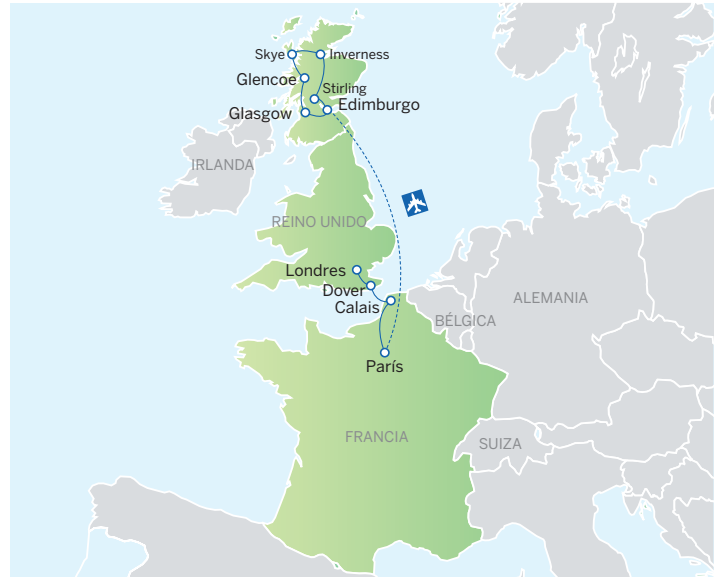 Skye
Inverness
Glencoe
Stirling
Edimburgo
Glasgow
IRLANDA
REINO UNIDO
Londres
Dover
Calais
ALEMANIA
BÉLGICA
París
FRANCIA
SUIZA